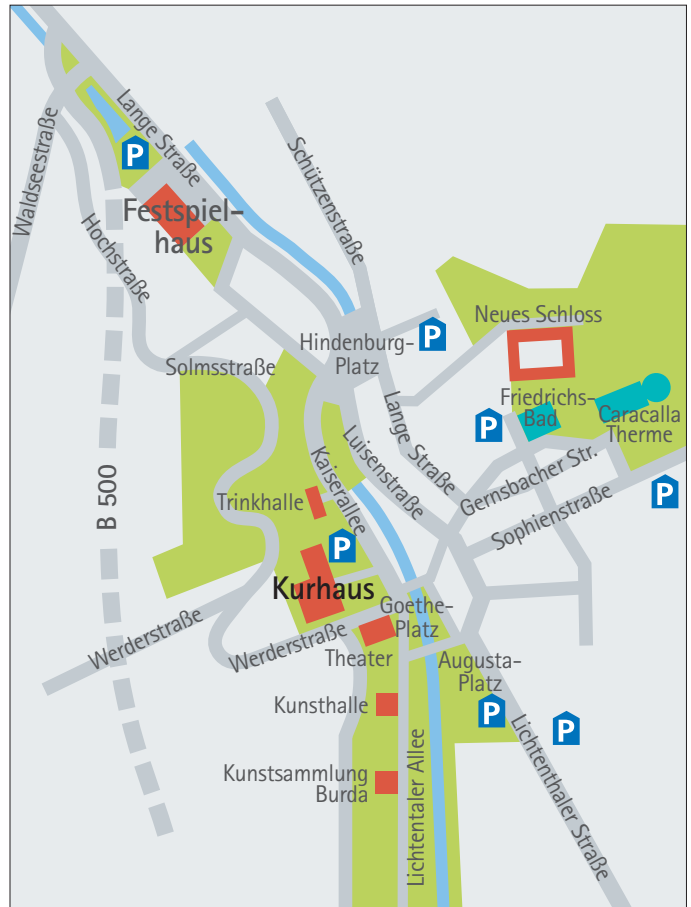 P
Lange Straße
Waldseestraße
Festspiel-
haus
Hochstraße
Schützenstraße
Neues Schloss
Hindenburg-
Platz
P
Solmsstraße
Friedrichs-
Bad
Caracalla
Therme
P
Lange Straße
Luisenstraße
Kaiserallee
Gernsbacher Str.
Sophienstraße
P
B 500
Trinkhalle
P
Kurhaus
Goethe-
Platz
Werderstraße
Werderstraße
Theater
Augusta-
Platz
Kunsthalle
P
P
Lichtenthaler Straße
Kunstsammlung
Burda
Lichtentaler Allee